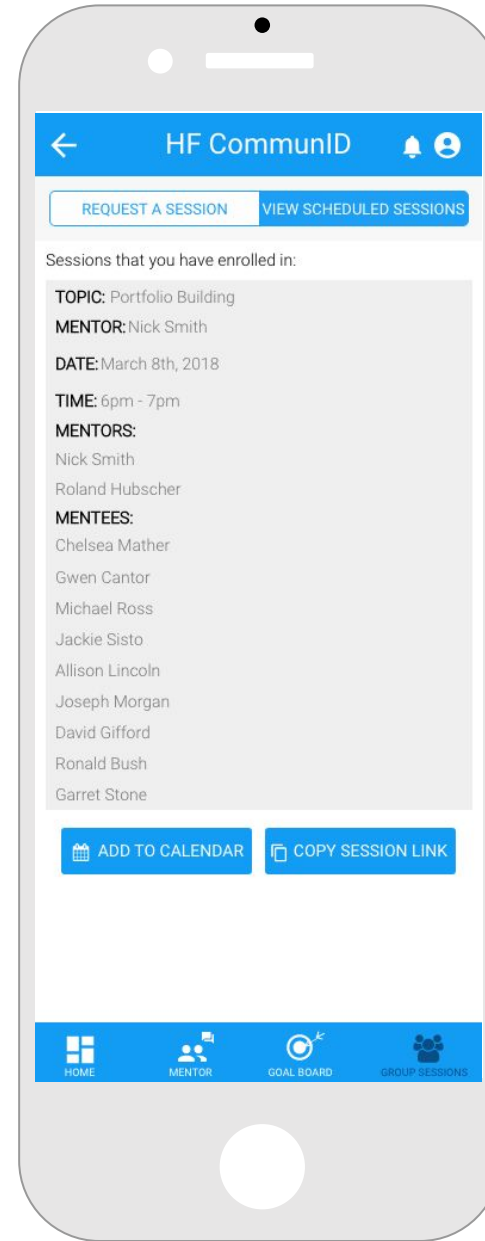 HF CommunID
REQUEST A SESSION VIEW SCHEDULED SESSIONS
Sessions that you have enrolled in:
TOPIC: Portfolio Building
MENTOR: Nick Smith
DATE: March 8th, 2018
TIME: 6pm - 7pm
MENTORS:
Nick Smith
Roland Hubscher
MENTEES:
Chelsea Mather
Gwen Cantor
Michael Ross
Jackie Sisto
Allison Lincoln
Joseph Morgan
David Gifford
Ronald Bush
Garret Stone
ADD TO CALENDAR COPY SESSION LINK
HOME MENTOR GOAL BOARD GROUP SESSIONS